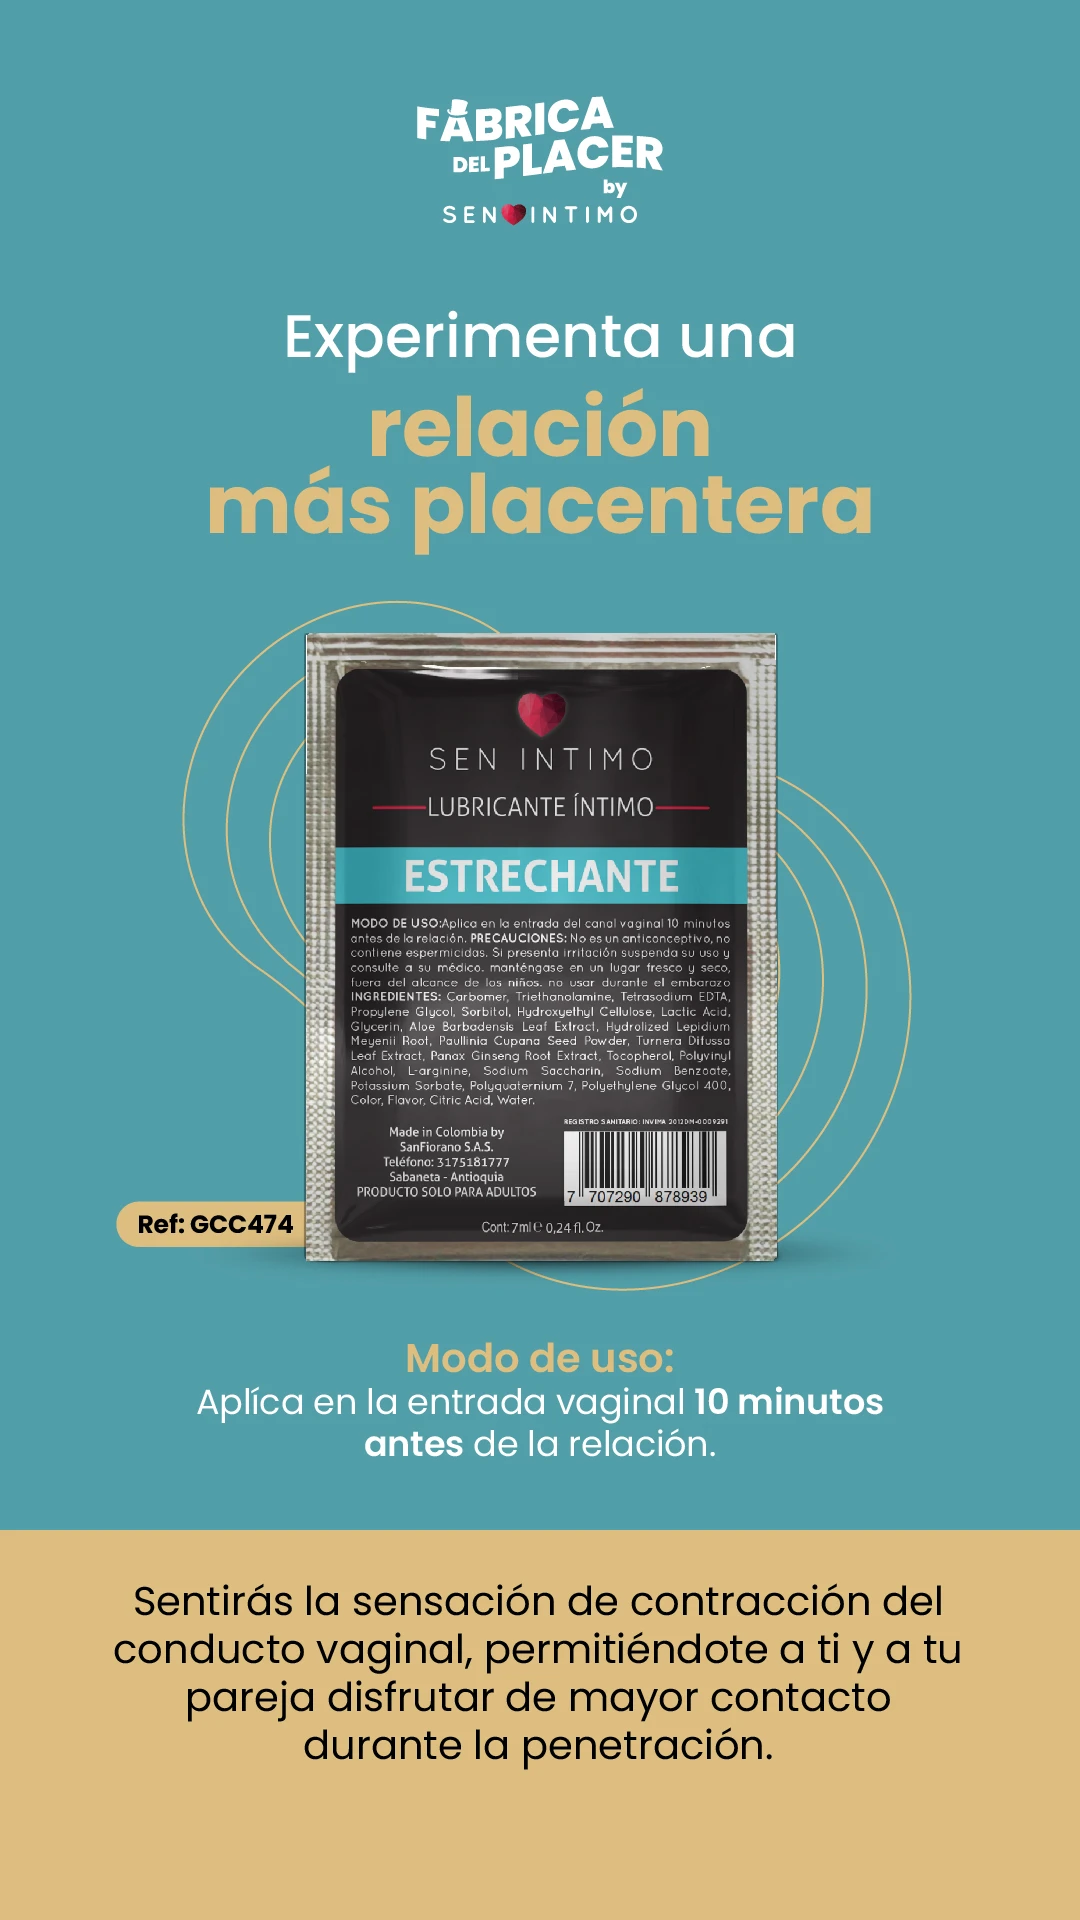 FÁBRICA
DEL PLACER
by
SEN INTIMO
Experimenta una
relación
más placentera
SEN INTIMO
LUBRICANTE ÍNTIMO
ESTRECHANTE
MODO DE USO:Aplica en la entrada del canal vaginal 10 minutos
antes de la relación. PRECAUCIONES: No es un anticonceptivo, no
contiene espermicidas. Si presenta irritación suspenda su uso y
consulte a su médico. manténgase en un lugar fresco y seco,
fuera del alcance de los niños. no usar durante el embarazo
INGREDIENTES: Carbomer, Triethanolamine, Tetrasodium EDTA,
Propylene Glycol, Sorbitol, Hydroxyethyl Cellulose, Lactic Acid,
Glycerin, Aloe Barbadensis Leaf Extract, Hydrolized Lepidium
Meyenii Root, Paullinia Cupana Seed Powder, Turnera Difussa
Leaf Extract, Panax Ginseng Root Extract, Tocopherol, Polyvinyl
Alcohol, L-arginine, Sodium Saccharin, Sodium Benzoate,
Potassium Sorbate, Polyquaternium 7, Polyethylene Glycol 400,
Color, Flavor, Citric Acid, Water.
REGISTRO SANITARIO: INVIMA 2012DM-0009291
Made in Colombia by
SanFiorano S.A.S.
Teléfono: 3175181777
Sabaneta - Antioquia
PRODUCTO SOLO PARA ADULTOS
7 707290 878939
Cont: 7ml ℮ 0,24 fl. Oz.
Ref: GCC474
Modo de uso:
Aplíca en la entrada vaginal 10 minutos
antes de la relación.
Sentirás la sensación de contracción del
conducto vaginal, permitiéndote a ti y a tu
pareja disfrutar de mayor contacto
durante la penetración.